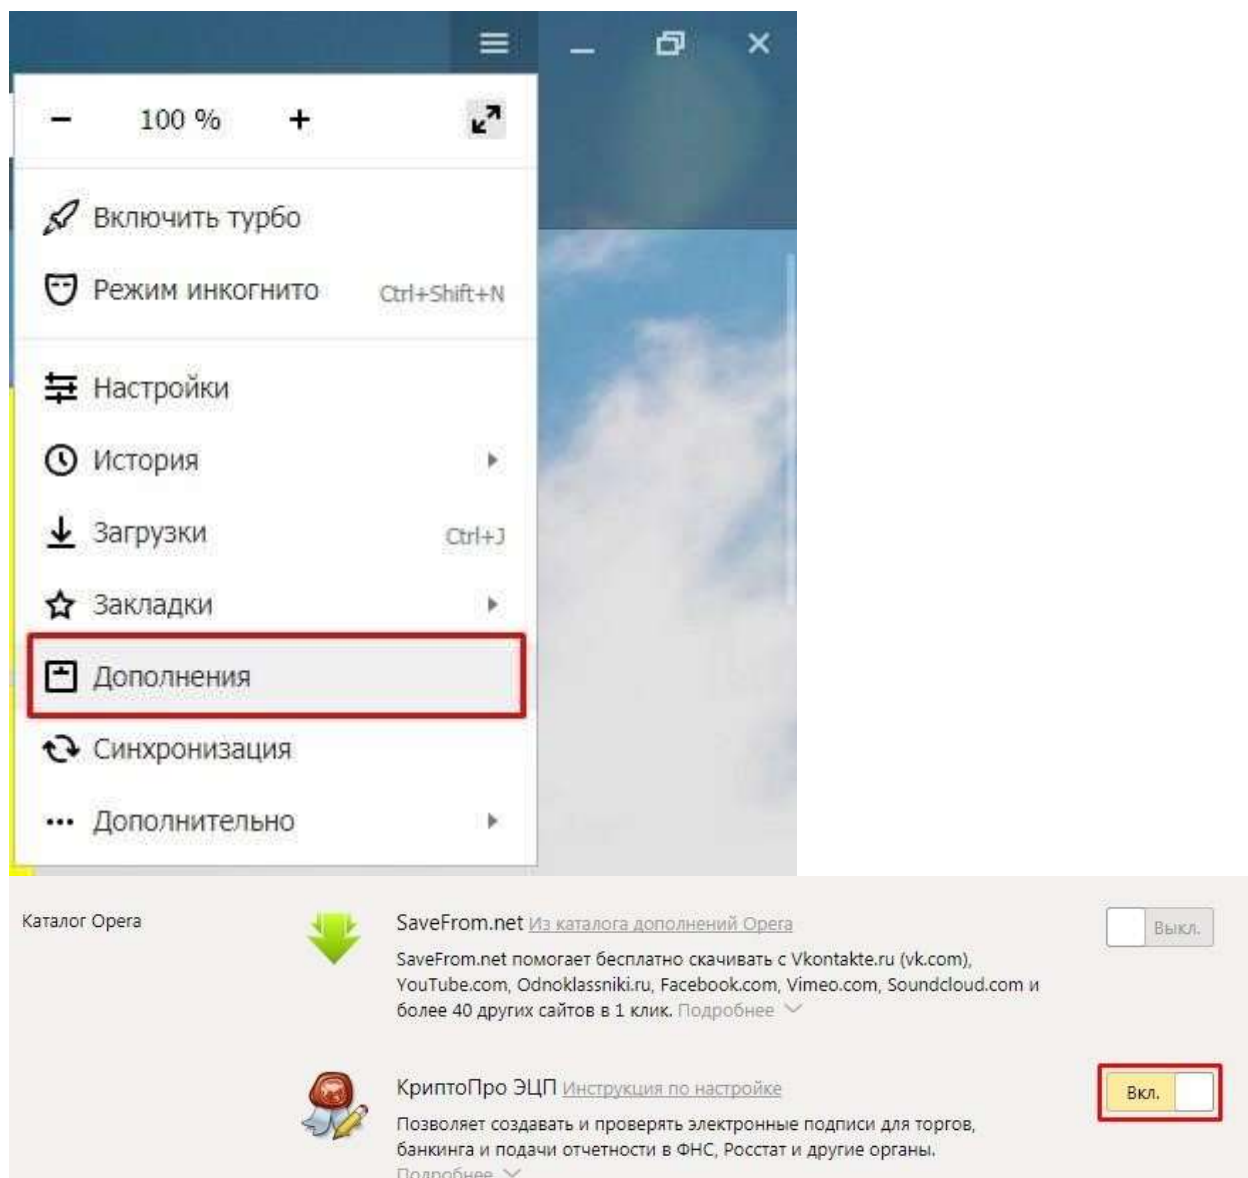 100 %
Включить турбо
Режим инкогнито Ctrl+Shift+N
Настройки
История
Загрузки Ctrl+J
Закладки
Дополнения
Синхронизация
Дополнительно
Каталог Opera
SaveFrom.net Из каталога дополнений Opera
Выкл.
SaveFrom.net помогает бесплатно скачивать с Vkontakte.ru (vk.com),
YouTube.com, Odnoklassniki.ru, Facebook.com, Vimeo.com, Soundcloud.com и
более 40 других сайтов в 1 клик. Подробнее
КриптоПро ЭЦП Инструкция по настройке
Вкл.
Позволяет создавать и проверять электронные подписи для торгов,
банкинга и подачи отчетности в ФНС, Росстат и другие органы.
Подробнее